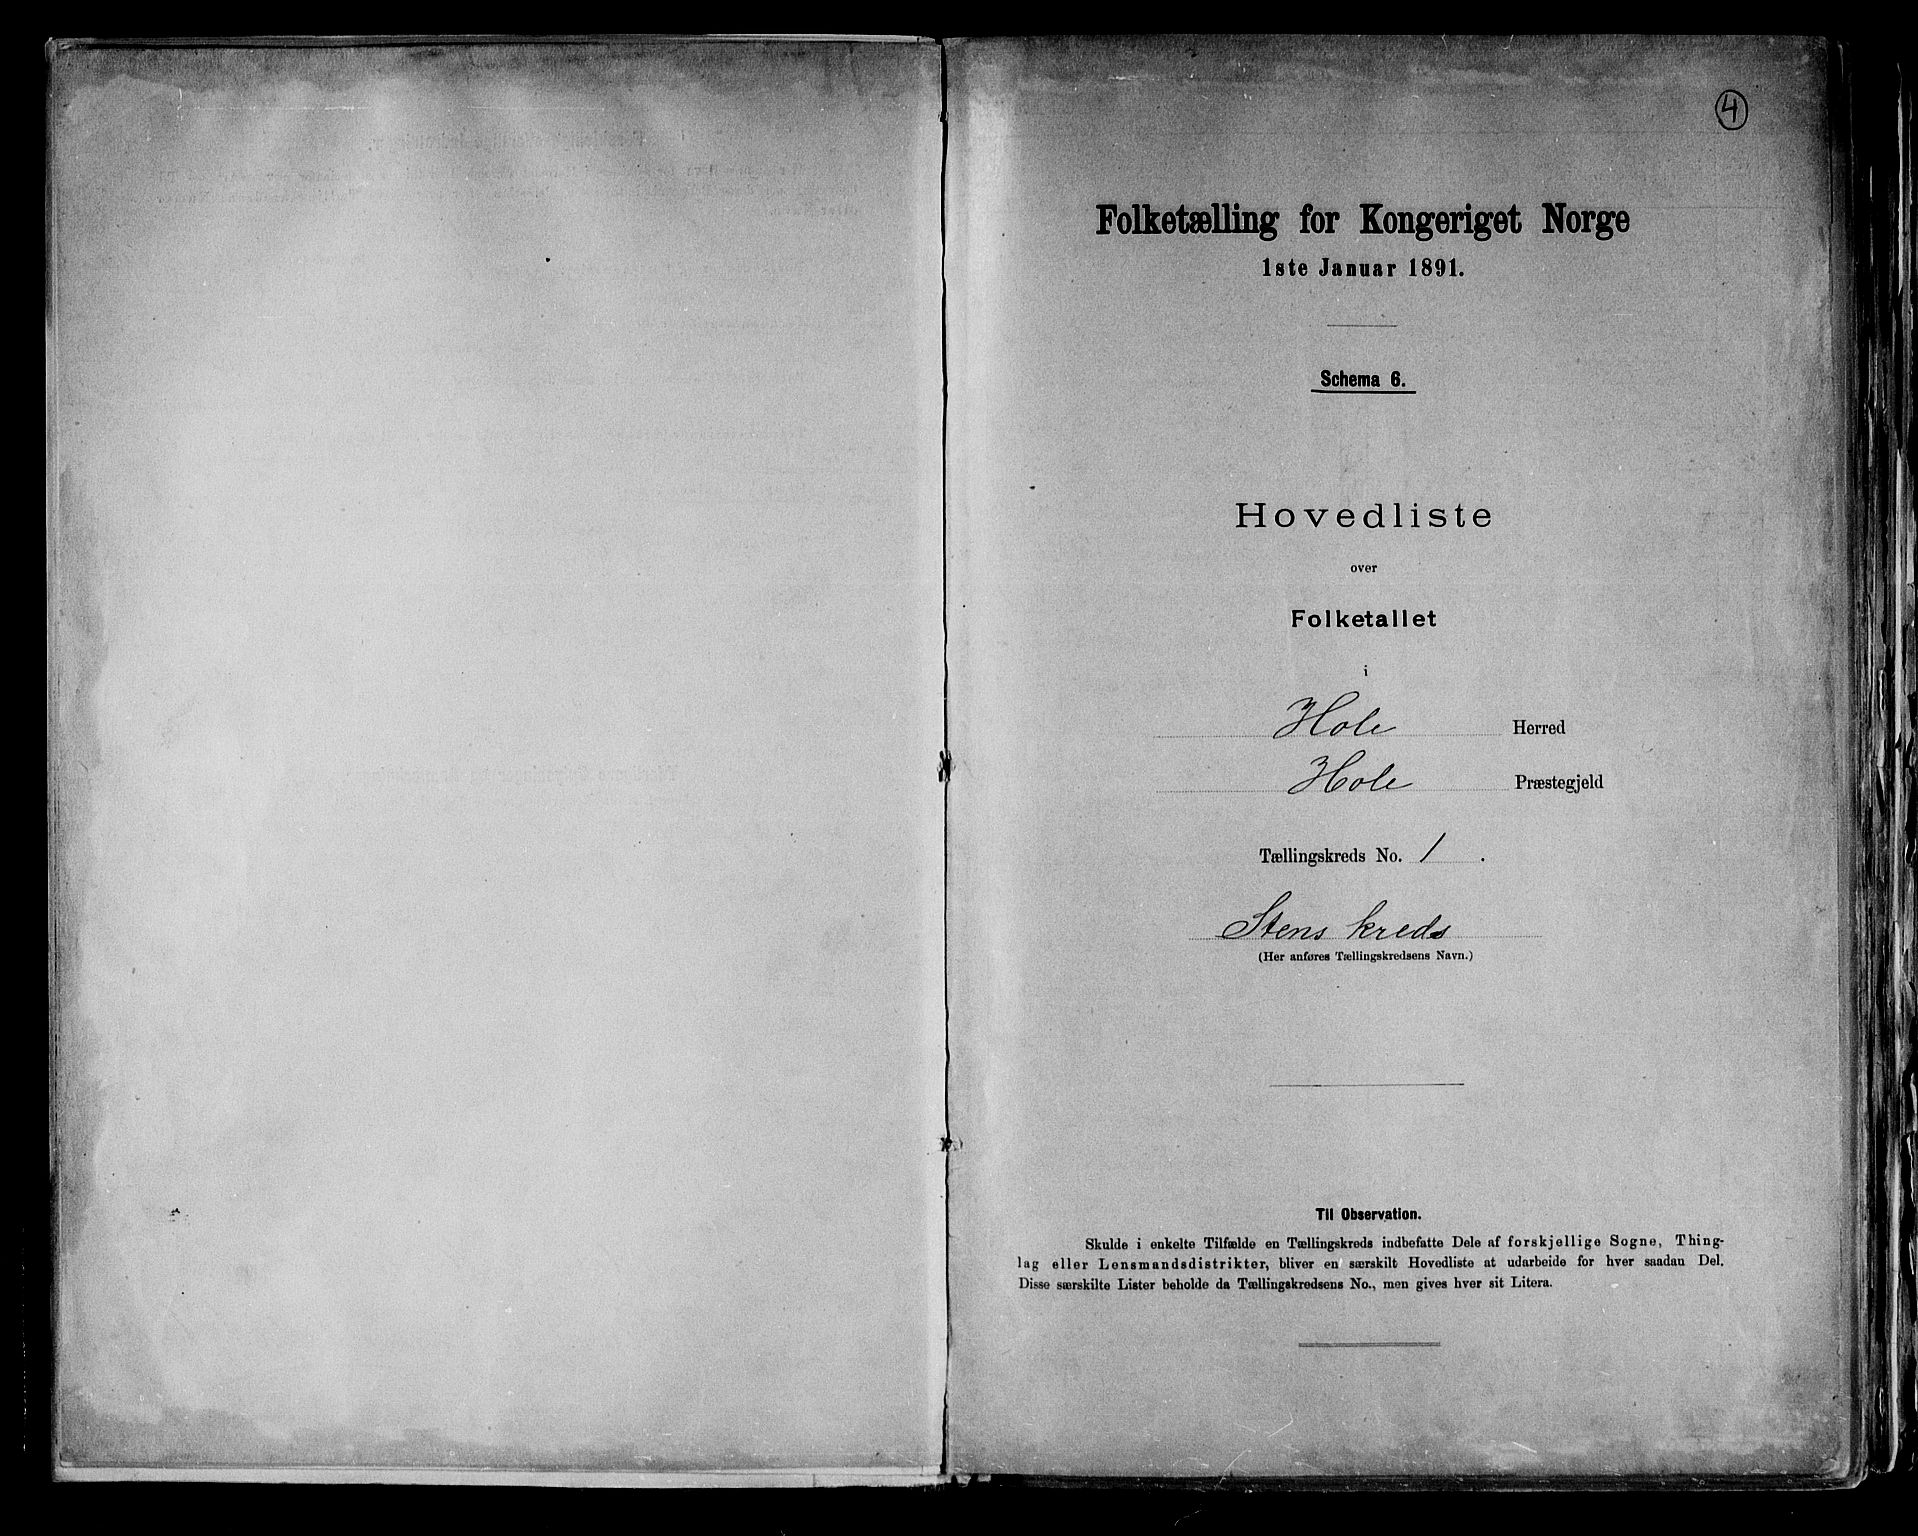 4
Folketælling for Kongeriget Norge
1ste Januar 1891.
Schema 6.
Hovedliste
over
Folketallet
i
Hole Herred
Hole Præstegjeld
Tællingskreds No. 1.
Stens kreds
(Her anføres Tællingskredsens Navn.)
Til Observation.
Skulde i enkelte Tilfælde en Tællingskreds indbefatte Dele af forskjellige Sogne, Thing-
lag eller Lensmandsdistrikter, bliver en særskilt Hovedliste at udarbeide for hver saadan Del.
Disse særskilte Lister beholde da Tællingskredsens No., men gives hver sit Litera.